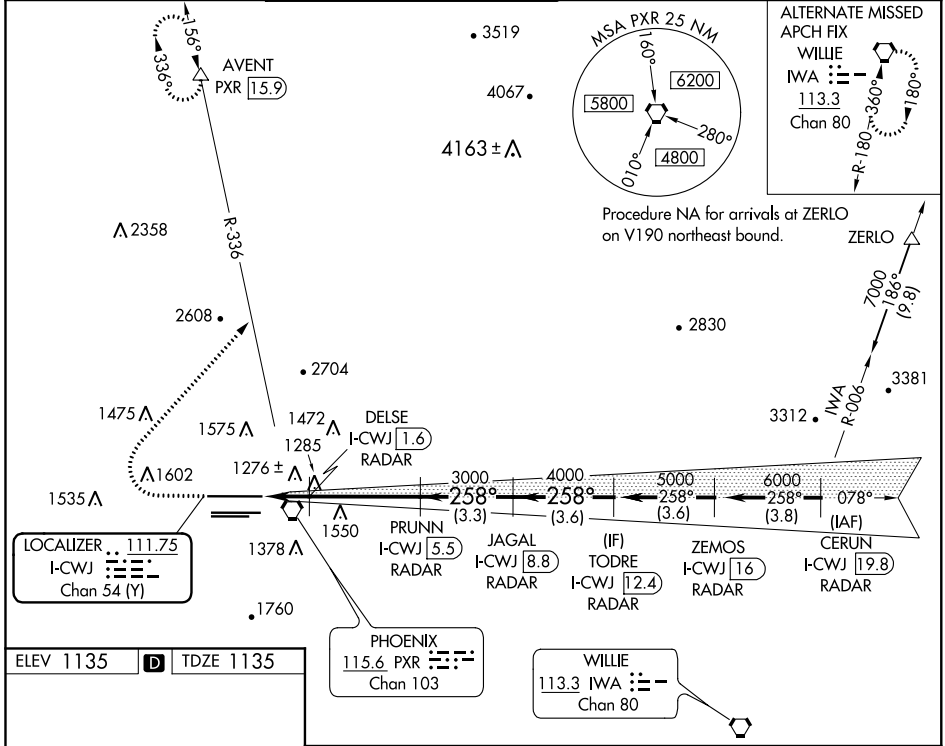 156°
336°
AVENT
PXR 15.9
3519
4067
4163 ±
MSA PXR 25 NM
160°
6200
5800
280°
010°
4800
ALTERNATE MISSED
APCH FIX
WILLIE
IWA
113.3
Chan 80
360°
180°
R-180
Procedure NA for arrivals at ZERLO
on V190 northeast bound.
ZERLO
7000
186°
(9.8)
2358
R-336
2608
2830
2704
3381
IWA
R-006
3312
1475
1575
1472
1285
DELSE
I-CWJ 1.6
RADAR
1602
1276 ±
1535
3000
258°
(3.3)
4000
258°
(3.6)
5000
258°
(3.6)
6000
258°
(3.8)
078°
1550
1378
PRUNN
I-CWJ 5.5
RADAR
JAGAL
I-CWJ 8.8
RADAR
(IF)
TODRE
I-CWJ 12.4
RADAR
ZEMOS
I-CWJ 16
RADAR
(IAF)
CERUN
I-CWJ 19.8
RADAR
LOCALIZER 111.75
I-CWJ
Chan 54 (Y)
1760
PHOENIX
115.6 PXR
Chan 103
WILLIE
113.3 IWA
Chan 80
ELEV 1135 D TDZE 1135